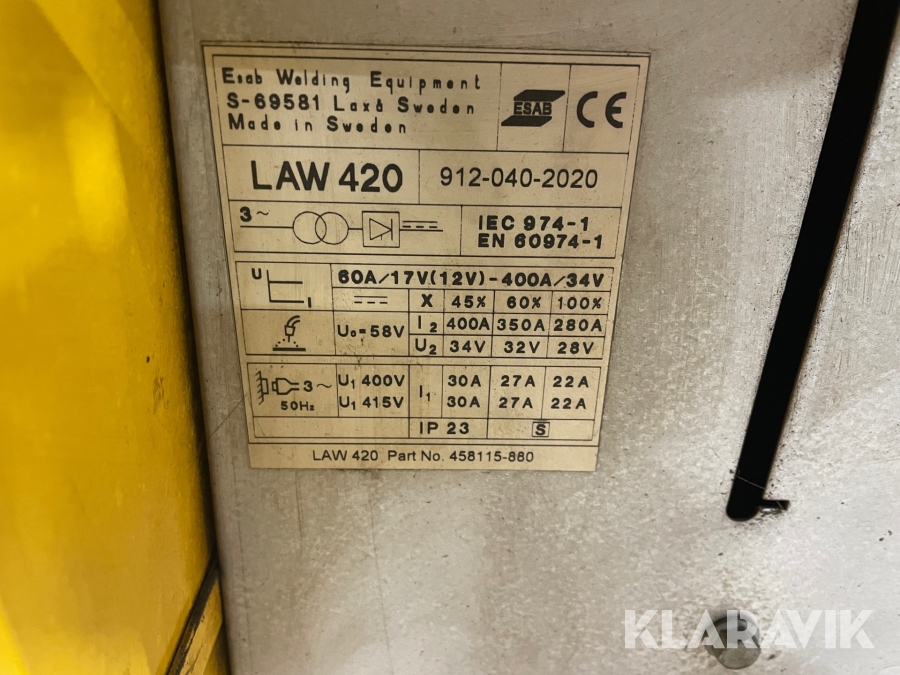 Esab Welding Equipment
S-69581 Laxå Sweden
Made in Sweden
ESAB
CE
LAW 420
912-040-2020
3~
IEC 974-1
EN 60974-1
U
I
60A/17V(12V)-400A/34V
X 45% 60% 100%
U₀=58V
I₂ 400A 350A 280A
U₂ 34V 32V 28V
3~
50Hz
U₁ 400V
U₁ 415V
I₁
30A 27A 22A
30A 27A 22A
IP 23
S
LAW 420 Part No. 458115-860
KLARAVIK